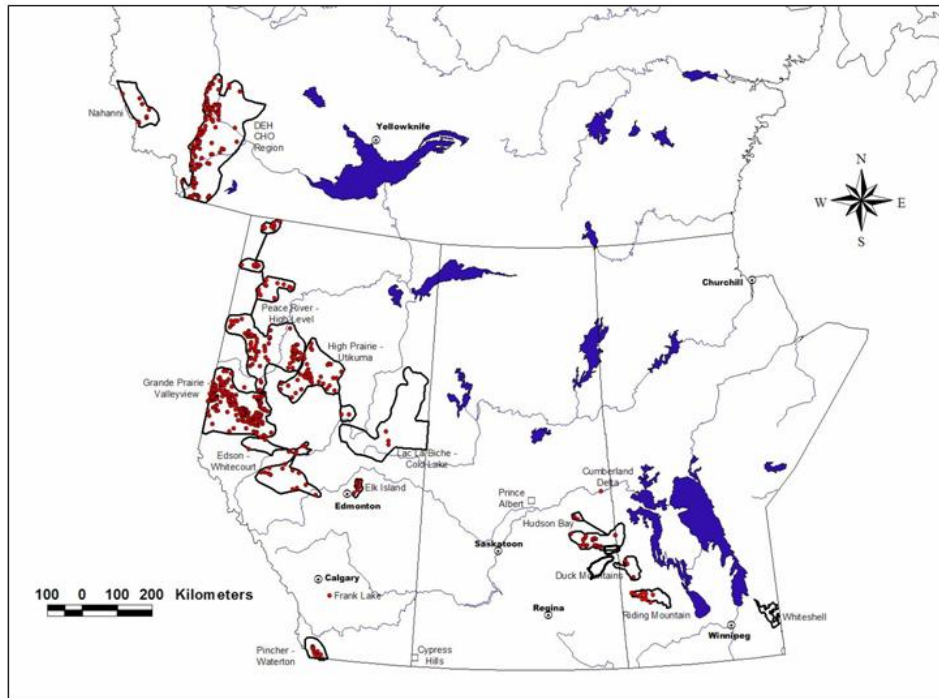 Nahanni
DEH
CHO
Region
Yellowknife
N
W
E
S
Churchill
Peace River -
High Level
High Prairie -
Utikuma
Grande Prairie -
Valleyview
Lac La Biche -
Cold Lake
Edson -
Whitecourt
Elk Island
Edmonton
Cumberland
Delta
Prince
Albert
Hudson Bay
Saskatoon
Duck Mountains
Calgary
Frank Lake
100 0 100 200 Kilometers
Regina
Riding Mountain
Whiteshell
Winnipeg
Pincher -
Waterton
Cypress
Hills